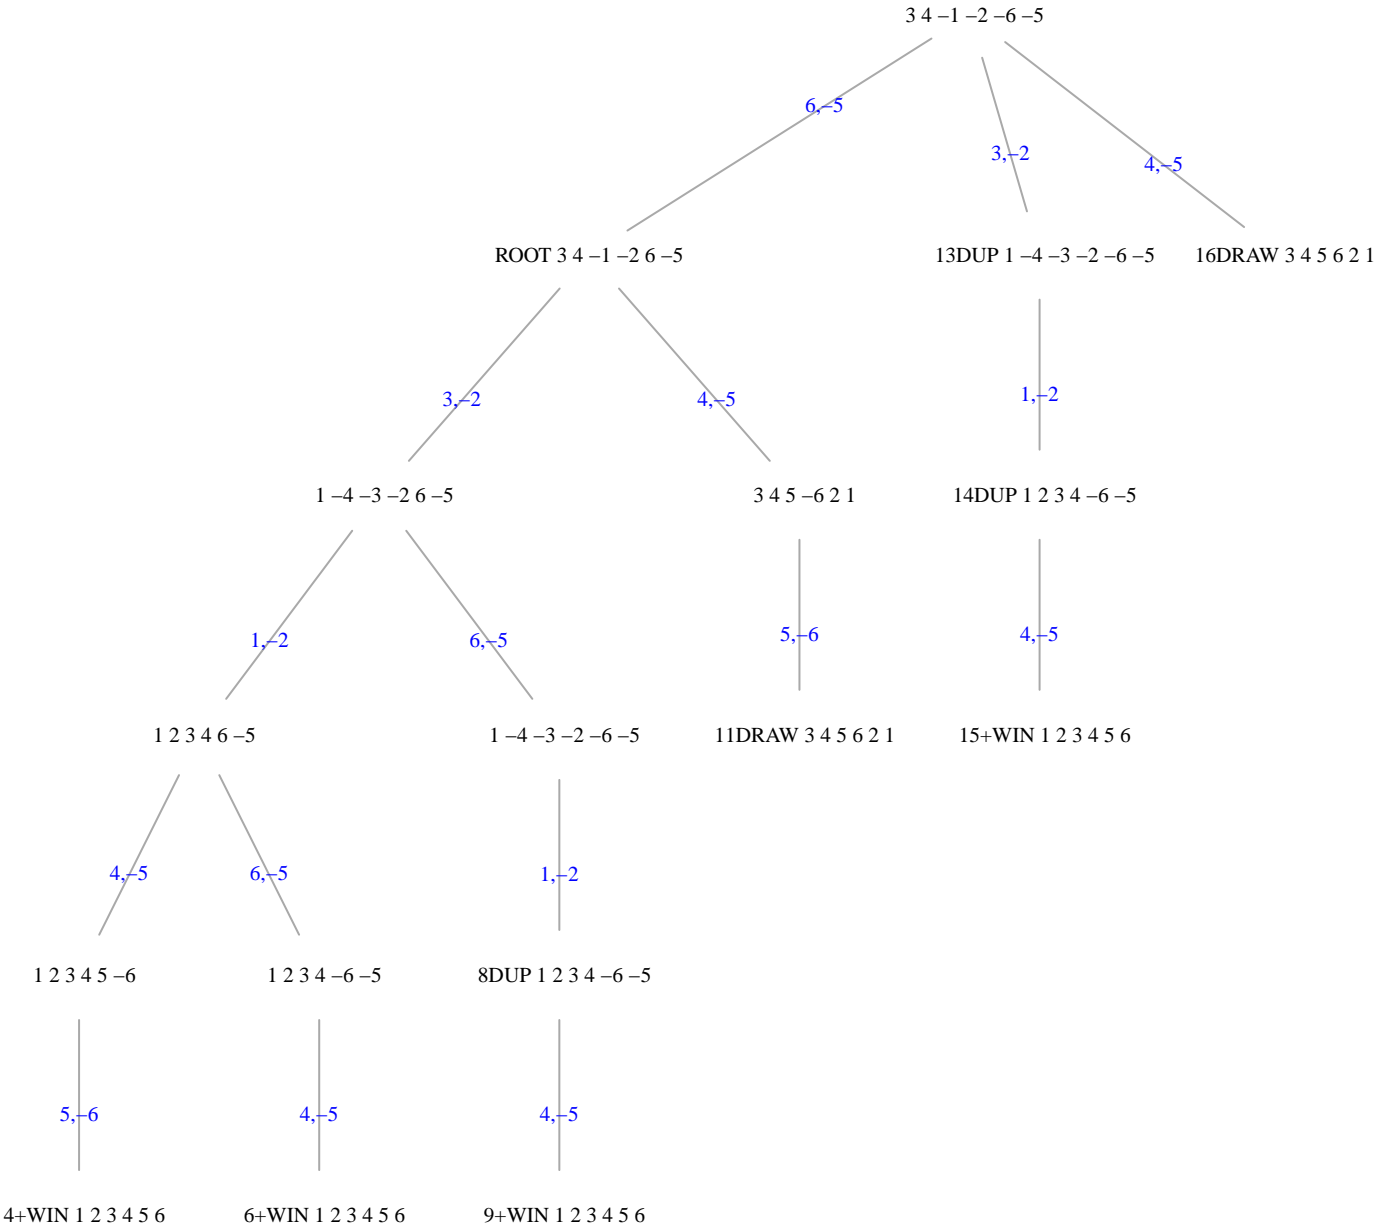 3 4 −1 −2 −6 −5
6,−5
3,−2
4,−5
ROOT 3 4 −1 −2 6 −5
13DUP 1 −4 −3 −2 −6 −5
16DRAW 3 4 5 6 2 1
3,−2
4,−5
1,−2
1 −4 −3 −2 6 −5
3 4 5 −6 2 1
14DUP 1 2 3 4 −6 −5
1,−2
6,−5
5,−6
4,−5
1 2 3 4 6 −5
1 −4 −3 −2 −6 −5
11DRAW 3 4 5 6 2 1
15+WIN 1 2 3 4 5 6
4,−5
6,−5
1,−2
1 2 3 4 5 −6
1 2 3 4 −6 −5
8DUP 1 2 3 4 −6 −5
5,−6
4,−5
4,−5
4+WIN 1 2 3 4 5 6
6+WIN 1 2 3 4 5 6
9+WIN 1 2 3 4 5 6